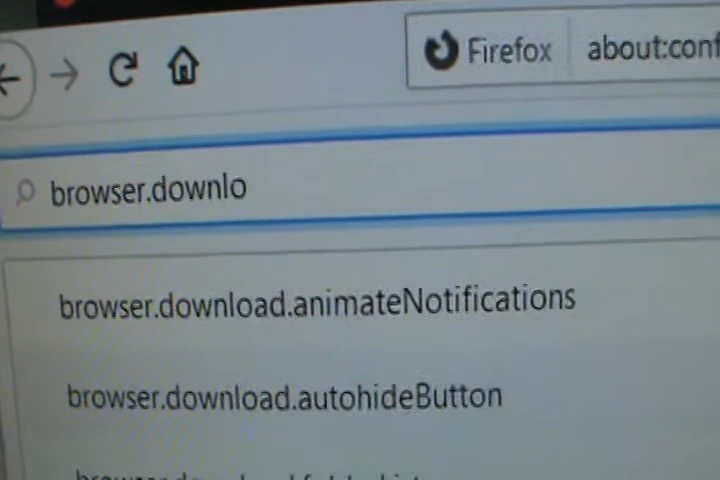 Firefox about:conf
browser.downlo
browser.download.animateNotifications
browser.download.autohideButton